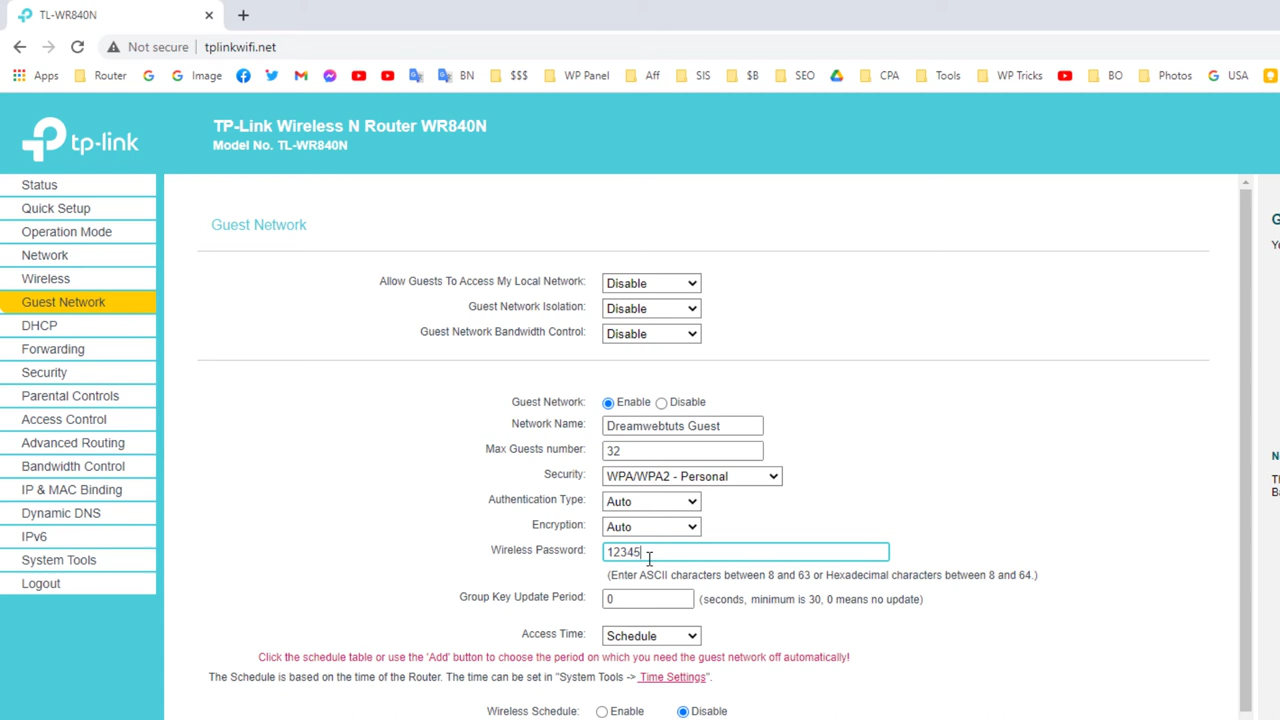 TL-WR840N
Not secure tplinkwifi.net
Apps Router Image BN $$$ WP Panel Aff SIS $B SEO CPA Tools WP Tricks BO Photos USA
tp-link
TP-Link Wireless N Router WR840N
Model No. TL-WR840N
Status
Quick Setup
Operation Mode
Network
Wireless
Guest Network
DHCP
Forwarding
Security
Parental Controls
Access Control
Advanced Routing
Bandwidth Control
IP & MAC Binding
Dynamic DNS
IPv6
System Tools
Logout
Guest Network
Allow Guests To Access My Local Network: Disable
Guest Network Isolation: Disable
Guest Network Bandwidth Control: Disable
Guest Network: Enable Disable
Network Name: Dreamwebtuts Guest
Max Guests number: 32
Security: WPA/WPA2 - Personal
Authentication Type: Auto
Encryption: Auto
Wireless Password: 12345
(Enter ASCII characters between 8 and 63 or Hexadecimal characters between 8 and 64.)
Group Key Update Period: 0 (seconds, minimum is 30, 0 means no update)
Access Time: Schedule
Click the schedule table or use the 'Add' button to choose the period on which you need the guest network off automatically!
The Schedule is based on the time of the Router. The time can be set in "System Tools -> Time Settings".
Wireless Schedule: Enable Disable